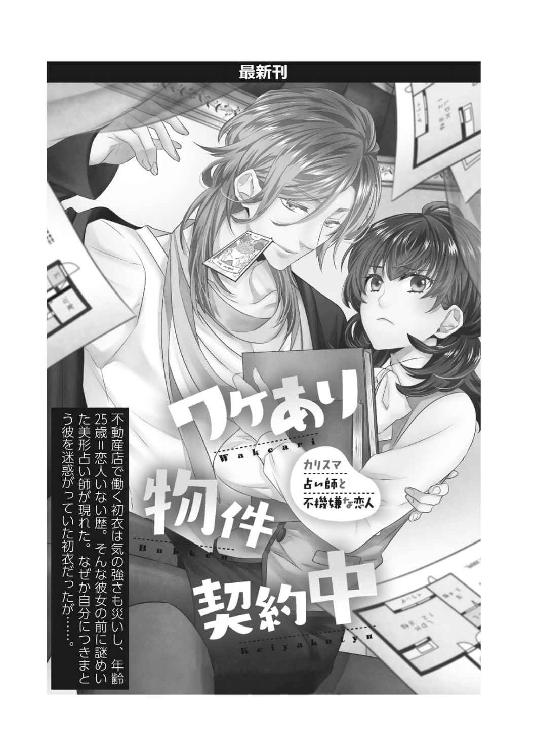 最新刊
ワケあり
Wakeari
カリスマ
占い師と
不機嫌な恋人
物件
Bukken
契約中
Keiyakutyu
不動産店で働く初衣は気の強さも災いし、年齢
25歳＝恋人いない歴。そんな彼女の前に謎めい
た美形占い師が現れた。なぜか自分につきまと
う彼を迷惑がっていた初衣だったが……。